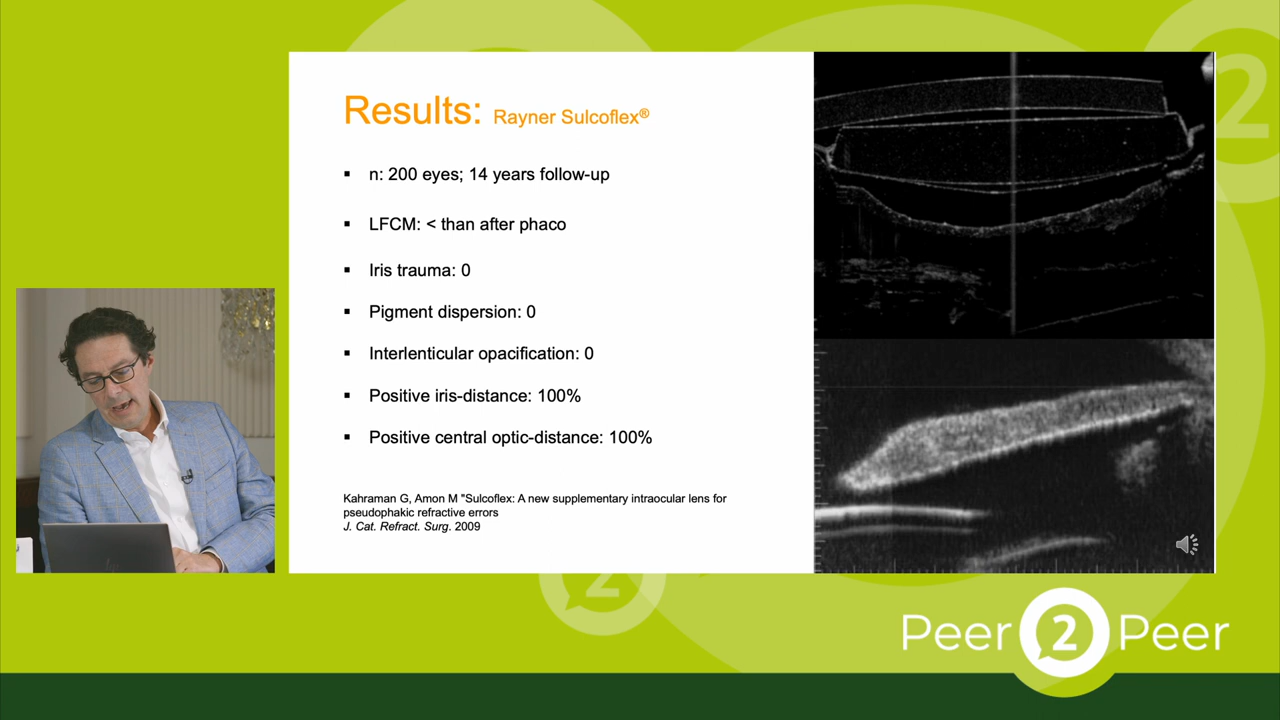 Results: Rayner Sulcoflex®
▪ n: 200 eyes; 14 years follow-up
▪ LFCM: < than after phaco
▪ Iris trauma: 0
▪ Pigment dispersion: 0
▪ Interlenticular opacification: 0
▪ Positive iris-distance: 100%
▪ Positive central optic-distance: 100%
Kahraman G, Amon M "Sulcoflex: A new supplementary intraocular lens for
pseudophakic refractive errors
J. Cat. Refract. Surg. 2009
2
2
Peer 2 Peer